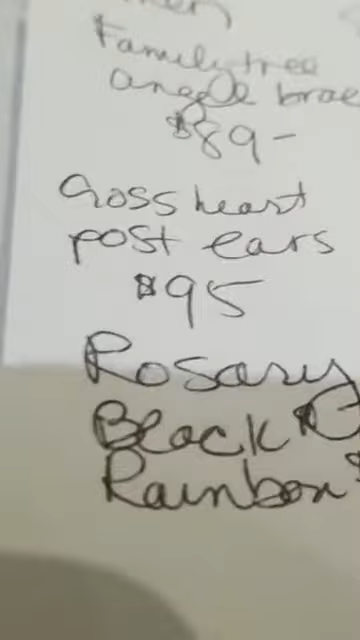 Family tree
angel brac
$89-
Cross heart
post ears
$95
Rosary
Black $
Rainbow $